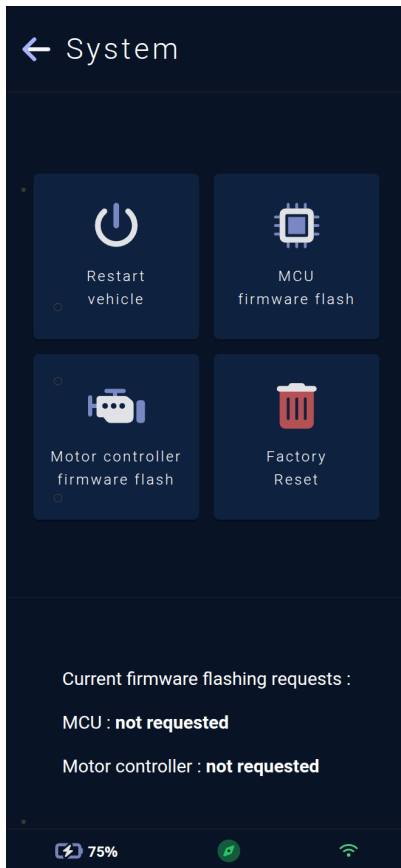 System
Restart
vehicle
MCU
firmware flash
Motor controller
firmware flash
Factory
Reset
Current firmware flashing requests :
MCU : not requested
Motor controller : not requested
75%